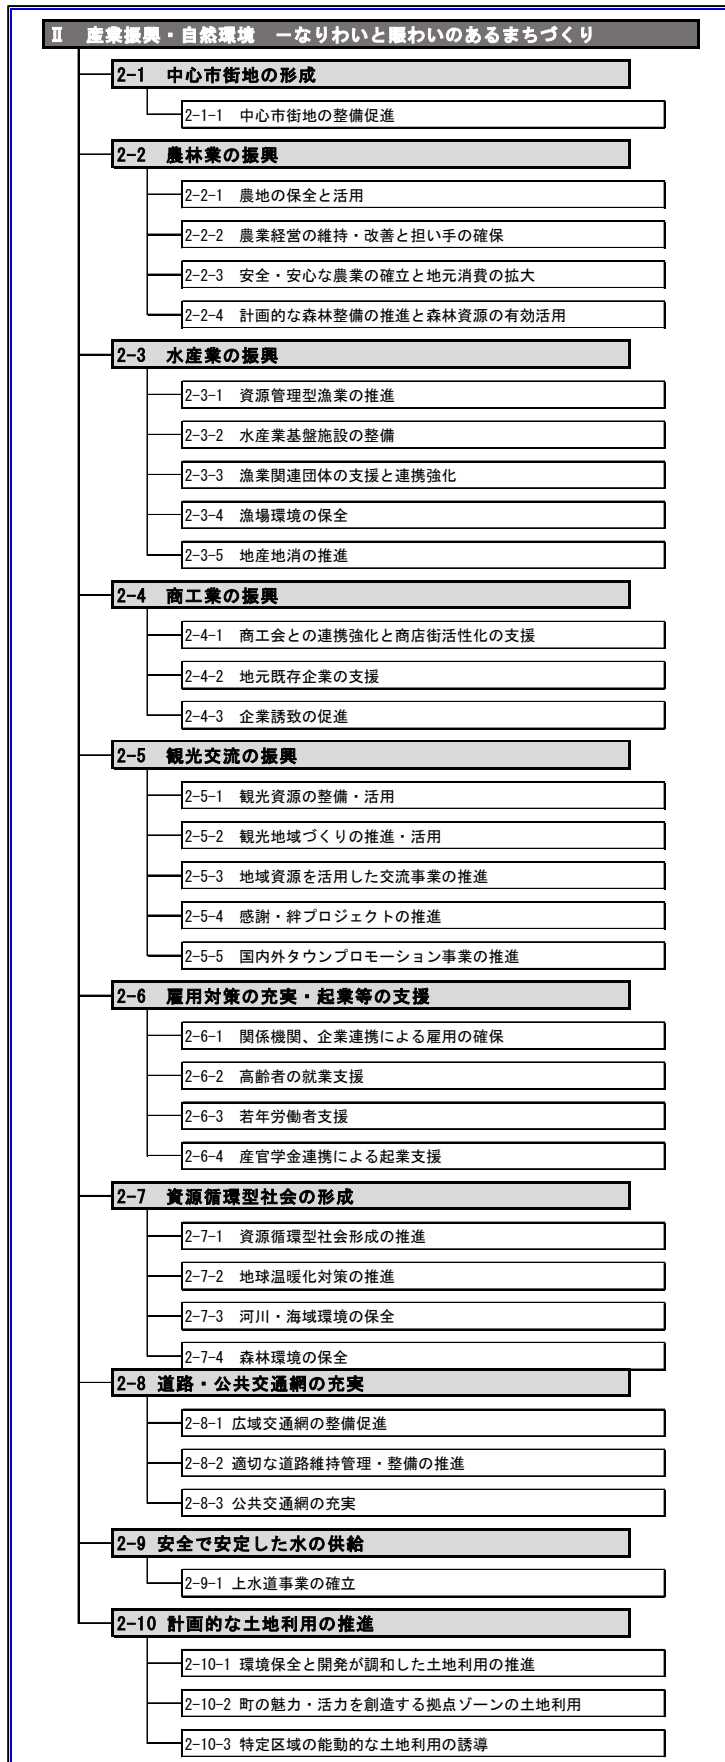 Ⅱ　産業振興・自然環境　ーなりわいと賑わいのあるまちづくり
2-1　中心市街地の形成
2-1-1　中心市街地の整備促進
2-2　農林業の振興
2-2-1　農地の保全と活用
2-2-2　農業経営の維持・改善と担い手の確保
2-2-3　安全・安心な農業の確立と地元消費の拡大
2-2-4　計画的な森林整備の推進と森林資源の有効活用
2-3　水産業の振興
2-3-1　資源管理型漁業の推進
2-3-2　水産業基盤施設の整備
2-3-3　漁業関連団体の支援と連携強化
2-3-4　漁場環境の保全
2-3-5　地産地消の推進
2-4　商工業の振興
2-4-1　商工会との連携強化と商店街活性化の支援
2-4-2　地元既存企業の支援
2-4-3　企業誘致の促進
2-5　観光交流の振興
2-5-1　観光資源の整備・活用
2-5-2　観光地域づくりの推進・活用
2-5-3　地域資源を活用した交流事業の推進
2-5-4　感謝・絆プロジェクトの推進
2-5-5　国内外タウンプロモーション事業の推進
2-6　雇用対策の充実・起業等の支援
2-6-1　関係機関、企業連携による雇用の確保
2-6-2　高齢者の就業支援
2-6-3　若年労働者支援
2-6-4　産官学金連携による起業支援
2-7　資源循環型社会の形成
2-7-1　資源循環型社会形成の推進
2-7-2　地球温暖化対策の推進
2-7-3　河川・海域環境の保全
2-7-4　森林環境の保全
2-8 道路・公共交通網の充実
2-8-1 広域交通網の整備促進
2-8-2 適切な道路維持管理・整備の推進
2-8-3 公共交通網の充実
2-9 安全で安定した水の供給
2-9-1 上水道事業の確立
2-10 計画的な土地利用の推進
2-10-1 環境保全と開発が調和した土地利用の推進
2-10-2 町の魅力・活力を創造する拠点ゾーンの土地利用
2-10-3 特定区域の能動的な土地利用の誘導